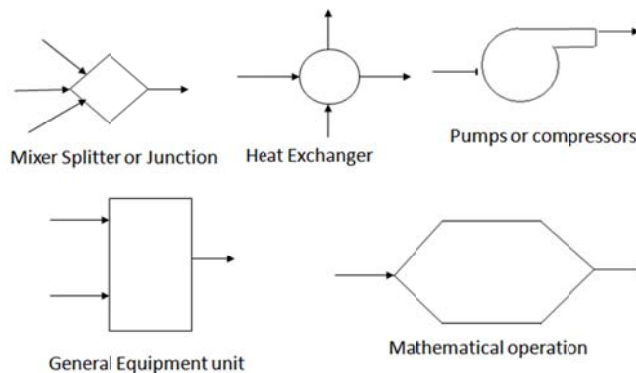 Mixer Splitter or Junction
Heat Exchanger
Pumps or compressors
General Equipment unit
Mathematical operation